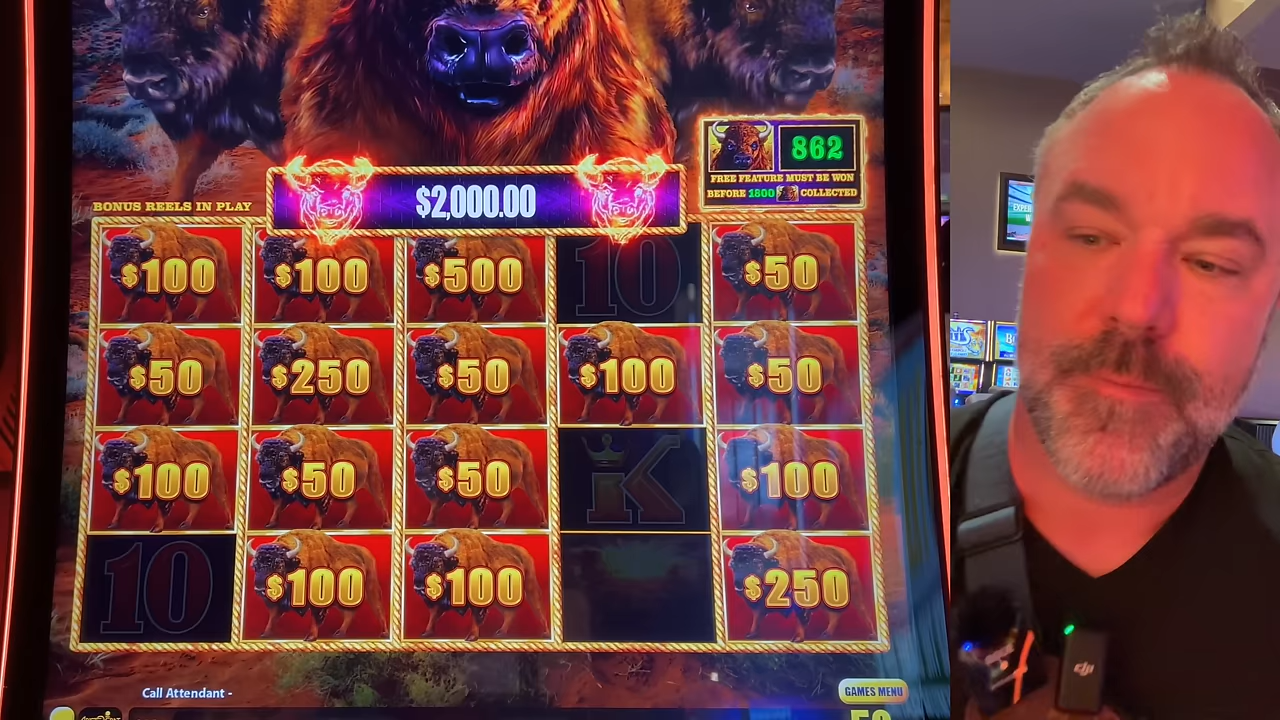 862
FREE FEATURE MUST BE WON
BEFORE 1800 COLLECTED
$2,000.00
BONUS REELS IN PLAY
$100 $100 $500 10 $50
$50 $250 $50 $100 $50
$100 $50 $50 K $100
10 $100 $100 $250
Call Attendant -
GAMES MENU
dji